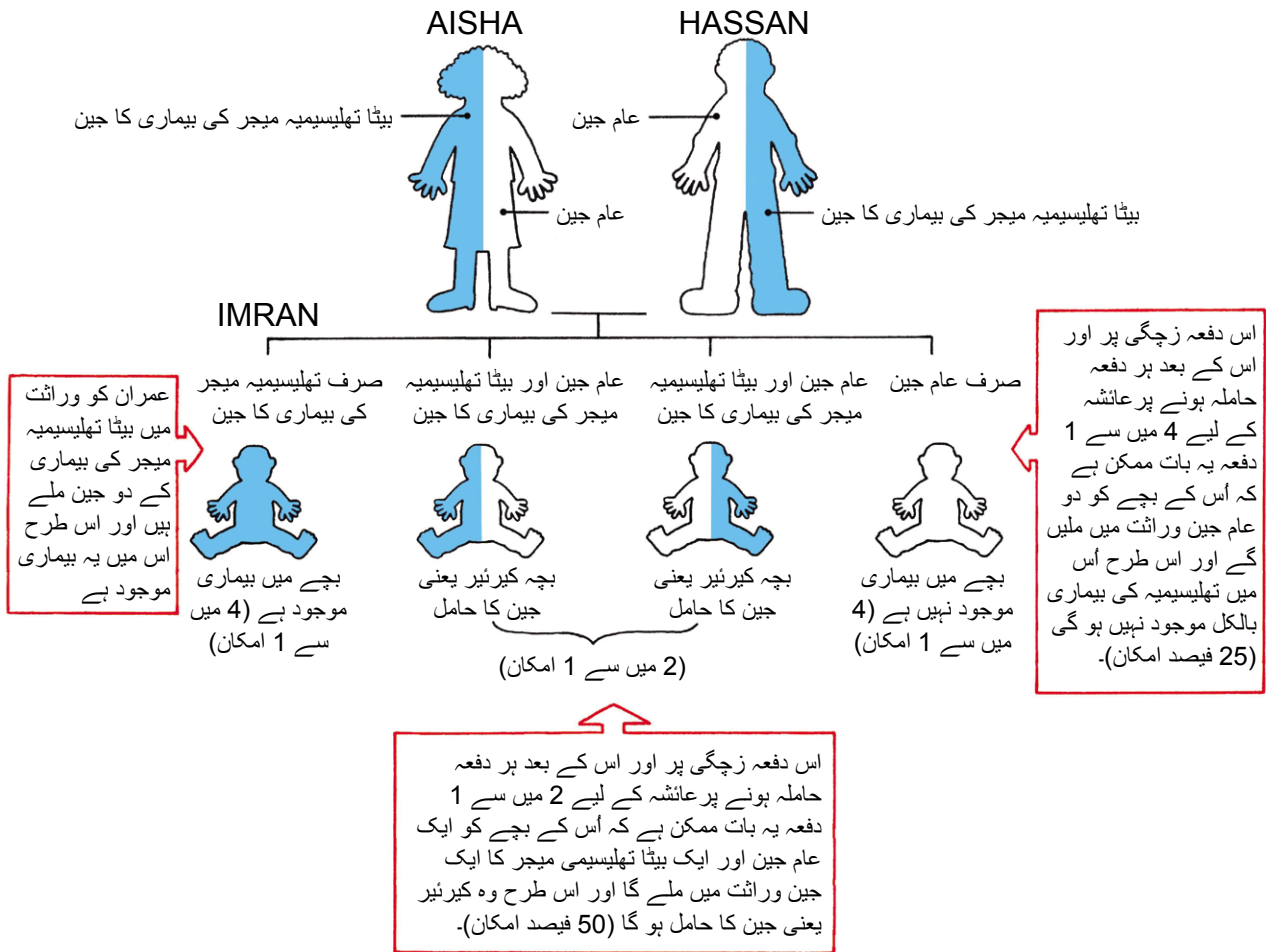 AISHA
HASSAN
بیٹا تھلیسیمیہ میجر کی بیماری کا جین
عام جین
عام جین
بیٹا تھلیسیمیہ میجر کی بیماری کا جین
IMRAN
صرف عام جین
عام جین اور بیٹا تھلیسیمیہ
میجر کی بیماری کا جین
عام جین اور بیٹا تھلیسیمیہ
میجر کی بیماری کا جین
صرف تھلیسیمیہ میجر
کی بیماری کا جین
اس دفعہ زچگی پر اور
اس کے بعد ہر دفعہ
حاملہ ہونے پرعائشہ
کے لیے 4 میں سے 1
دفعہ یہ بات ممکن ہے
کہ اُس کے بچے کو دو
عام جین وراثت میں ملیں
گے اور اس طرح اُس
میں تھلیسیمیہ کی بیماری
بالکل موجود نہیں ہو گی
(25 فیصد امکان)۔
عمران کو وراثت
میں بیٹا تھلیسیمیہ
میجر کی بیماری
کے دو جین ملے
ہیں اور اس طرح
اس میں یہ بیماری
موجود ہے
بچے میں بیماری
موجود نہیں ہے (4
میں سے 1 امکان)
بچہ کیرئیر یعنی
جین کا حامل
بچہ کیرئیر یعنی
جین کا حامل
بچے میں بیماری
موجود ہے (4 میں
سے 1 امکان)
(2 میں سے 1 امکان)
اس دفعہ زچگی پر اور اس کے بعد ہر دفعہ
حاملہ ہونے پرعائشہ کے لیے 2 میں سے 1
دفعہ یہ بات ممکن ہے کہ اُس کے بچے کو ایک
عام جین اور ایک بیٹا تھلیسیمی میجر کا ایک
جین وراثت میں ملے گا اور اس طرح وہ کیرئیر
یعنی جین کا حامل ہو گا (50 فیصد امکان)۔